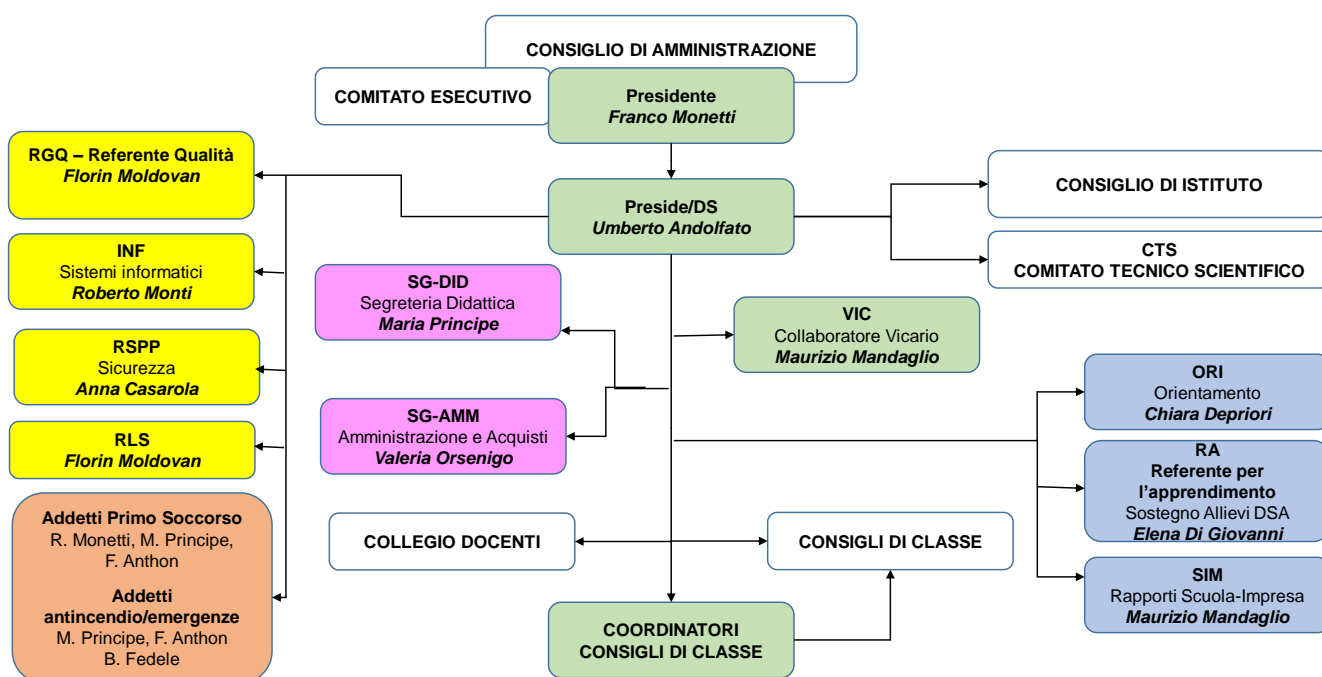 CONSIGLIO DI AMMINISTRAZIONE
COMITATO ESECUTIVO
Presidente
Franco Monetti
RGQ – Referente Qualità
Florin Moldovan
Preside/DS
Umberto Andolfato
CONSIGLIO DI ISTITUTO
CTS
COMITATO TECNICO SCIENTIFICO
INF
Sistemi informatici
Roberto Monti
SG-DID
Segreteria Didattica
Maria Principe
VIC
Collaboratore Vicario
Maurizio Mandaglio
RSPP
Sicurezza
Anna Casarola
ORI
Orientamento
Chiara Depriori
SG-AMM
Amministrazione e Acquisti
Valeria Orsenigo
RLS
Florin Moldovan
RA
Referente per
l'apprendimento
Sostegno Allievi DSA
Elena Di Giovanni
Addetti Primo Soccorso
R. Monetti, M. Principe,
F. Anthon
Addetti
antincendio/emergenze
M. Principe, F. Anthon
B. Fedele
COLLEGIO DOCENTI
CONSIGLI DI CLASSE
SIM
Rapporti Scuola-Impresa
Maurizio Mandaglio
COORDINATORI
CONSIGLI DI CLASSE